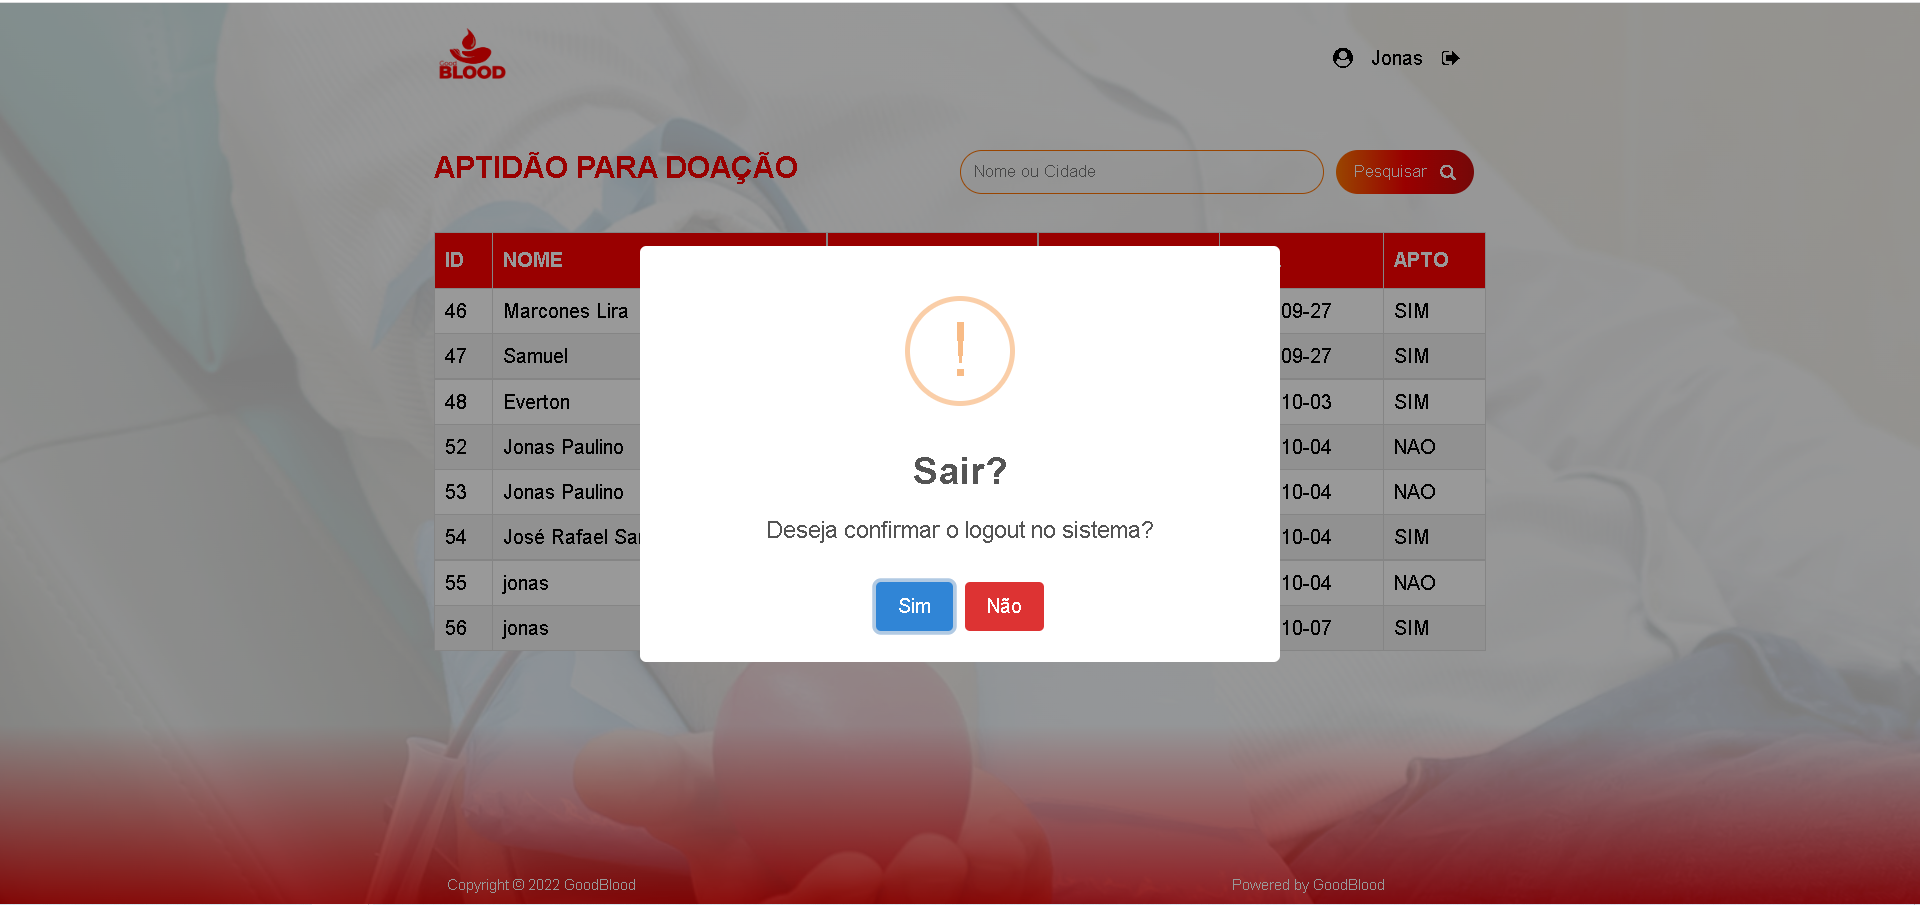 Good
BLOOD
Jonas
APTIDÃO PARA DOAÇÃO
Nome ou Cidade
Pesquisar
ID NOME APTO
46 Marcones Lira 09-27 SIM
47 Samuel 09-27 SIM
48 Everton 10-03 SIM
52 Jonas Paulino 10-04 NAO
53 Jonas Paulino 10-04 NAO
54 José Rafael 10-04 SIM
55 jonas 10-04 NAO
56 jonas 10-07 SIM
!
Sair?
Deseja confirmar o logout no sistema?
Sim Não
Copyright © 2022 GoodBlood
Powered by GoodBlood